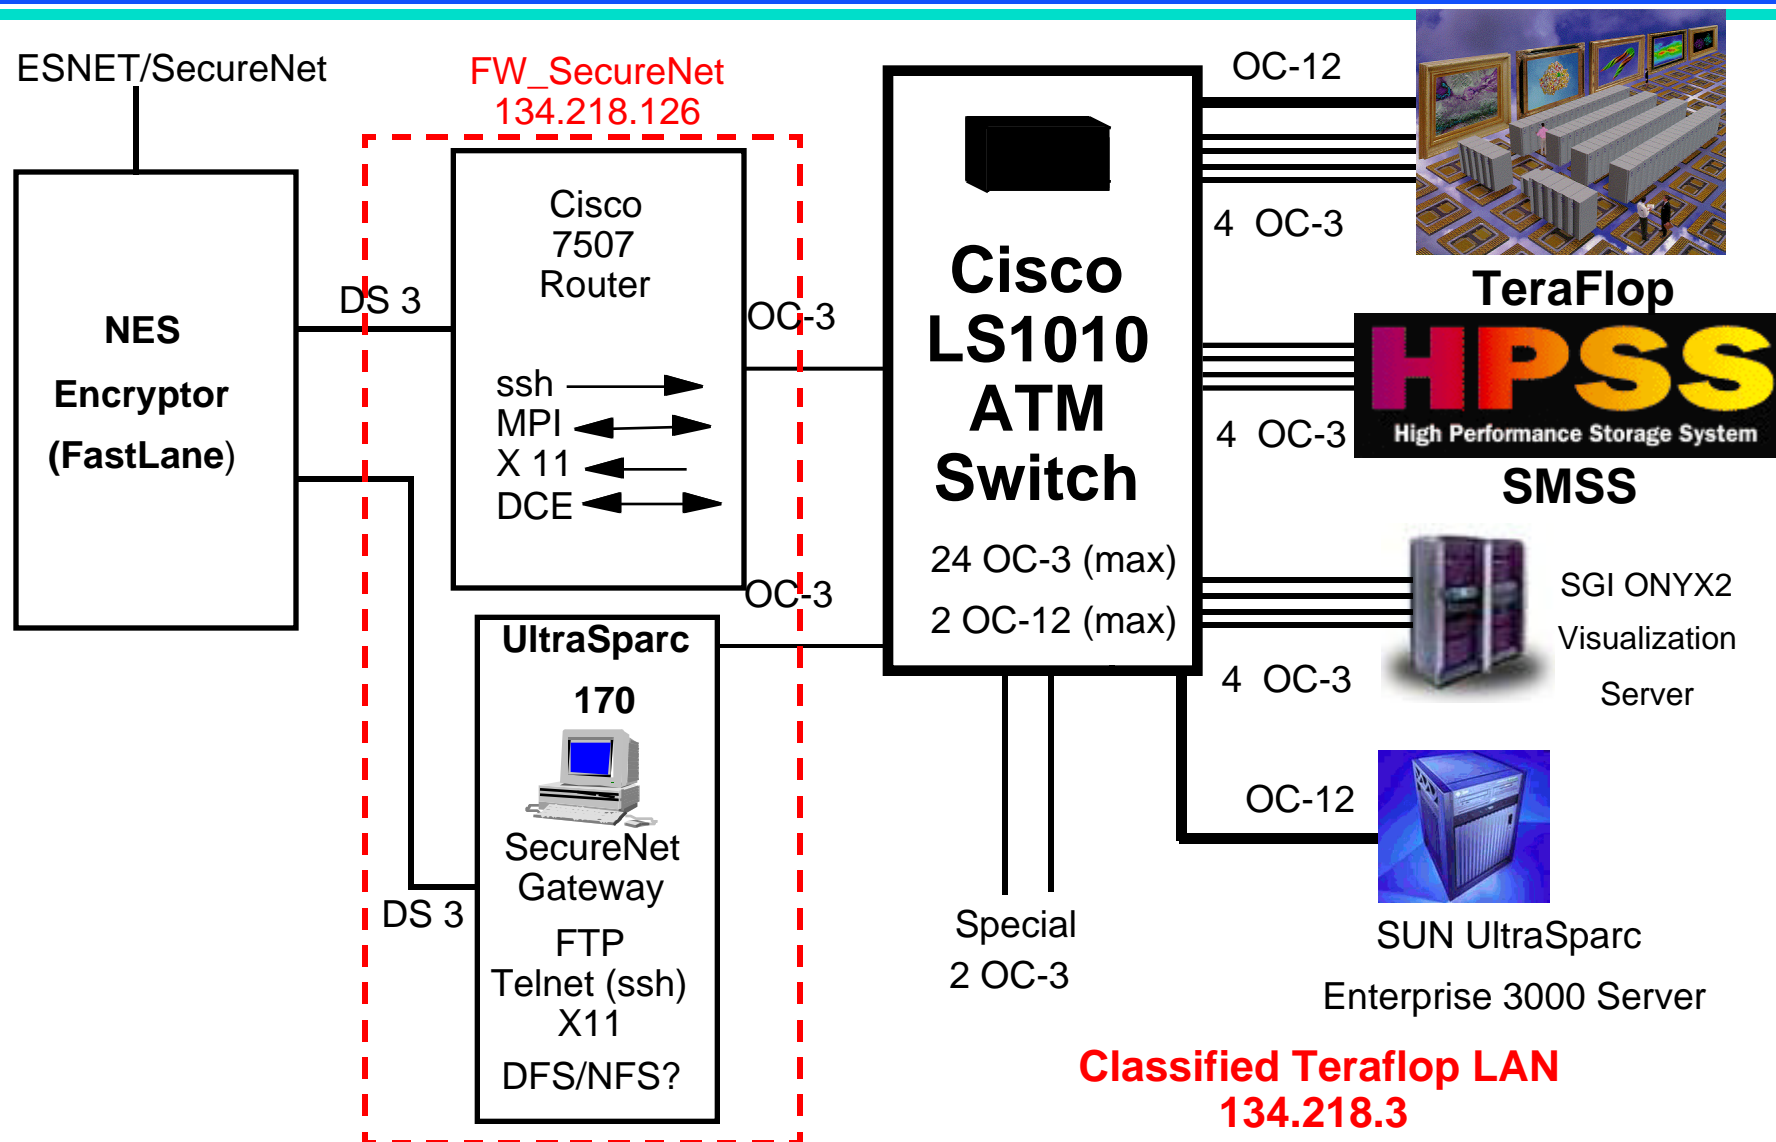 ESNET/SecureNet
FW_SecureNet
134.218.126
NES
Encryptor
(FastLane)
DS 3
DS 3
Cisco
7507
Router
ssh
MPI
X 11
DCE
OC-3
OC-3
UltraSparc
170
SecureNet
Gateway
FTP
Telnet (ssh)
X11
DFS/NFS?
Cisco
LS1010
ATM
Switch
24 OC-3 (max)
2 OC-12 (max)
Special
2 OC-3
OC-12
4 OC-3
TeraFlop
HPSS
High Performance Storage System
4 OC-3
SMSS
4 OC-3
SGI ONYX2
Visualization
Server
OC-12
SUN UltraSparc
Enterprise 3000 Server
Classified Teraflop LAN
134.218.3